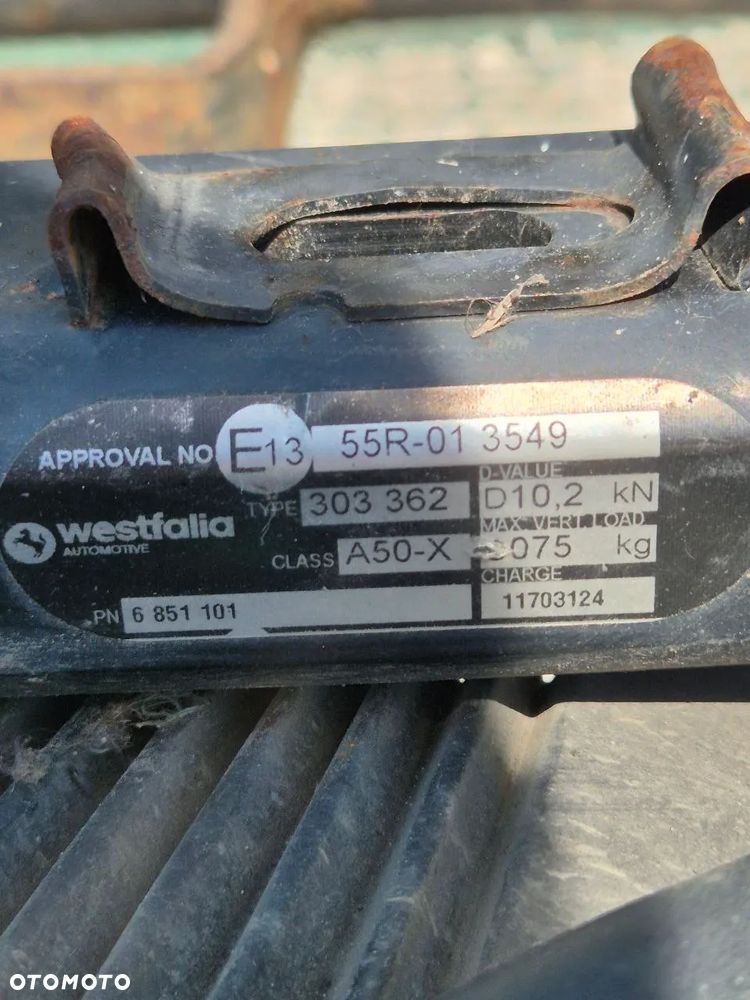 APPROVAL NO E13 55R-01 3549
TYPE 303 362
D-VALUE
D10,2 kN
westfalia
AUTOMOTIVE
CLASS A50-X
MAX. VERT. LOAD
075 kg
CHARGE
PN 6 851 101
11703124
OTOMOTO